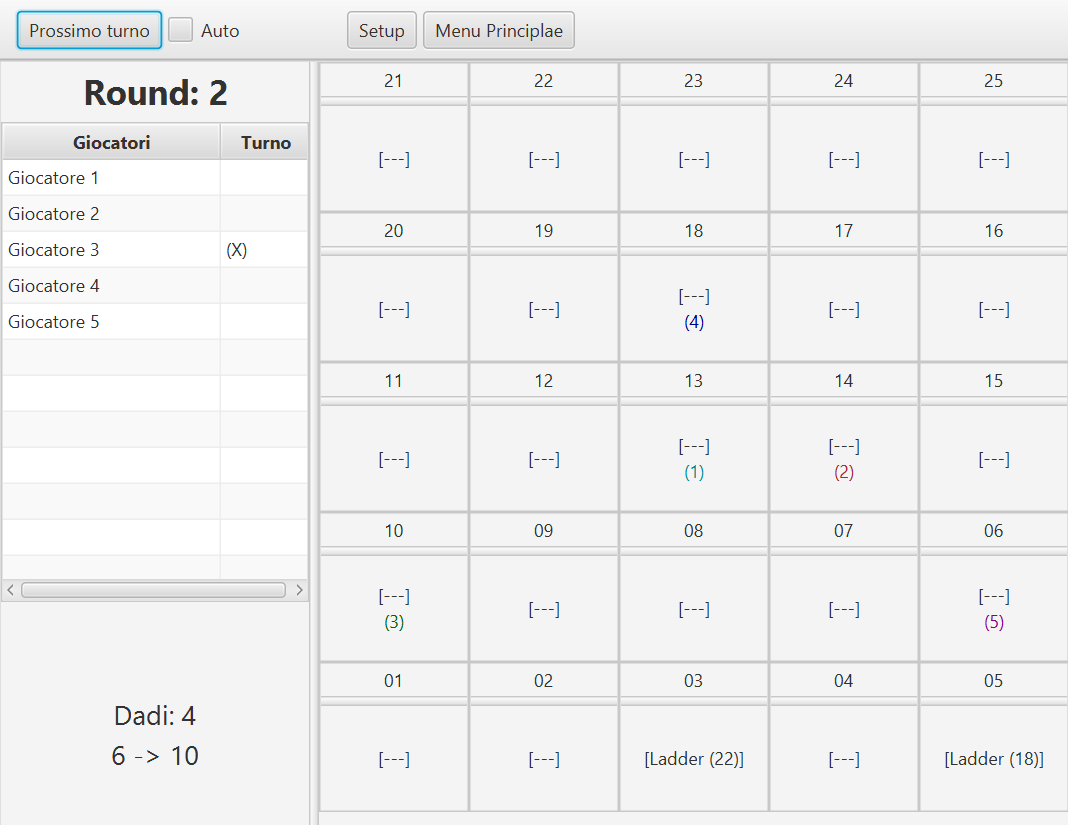 Prossimo turno Auto Setup Menu Principlae
Round: 2
Giocatori Turno
Giocatore 1
Giocatore 2
Giocatore 3 (X)
Giocatore 4
Giocatore 5
Dadi: 4
6 -> 10
21 22 23 24 25
[---] [---] [---] [---] [---]
20 19 18 17 16
[---] [---] [---] [---] [---]
(4)
11 12 13 14 15
[---] [---] [---] [---] [---]
(1) (2)
10 09 08 07 06
[---] [---] [---] [---] [---]
(3) (5)
01 02 03 04 05
[---] [---] [Ladder (22)] [---] [Ladder (18)]